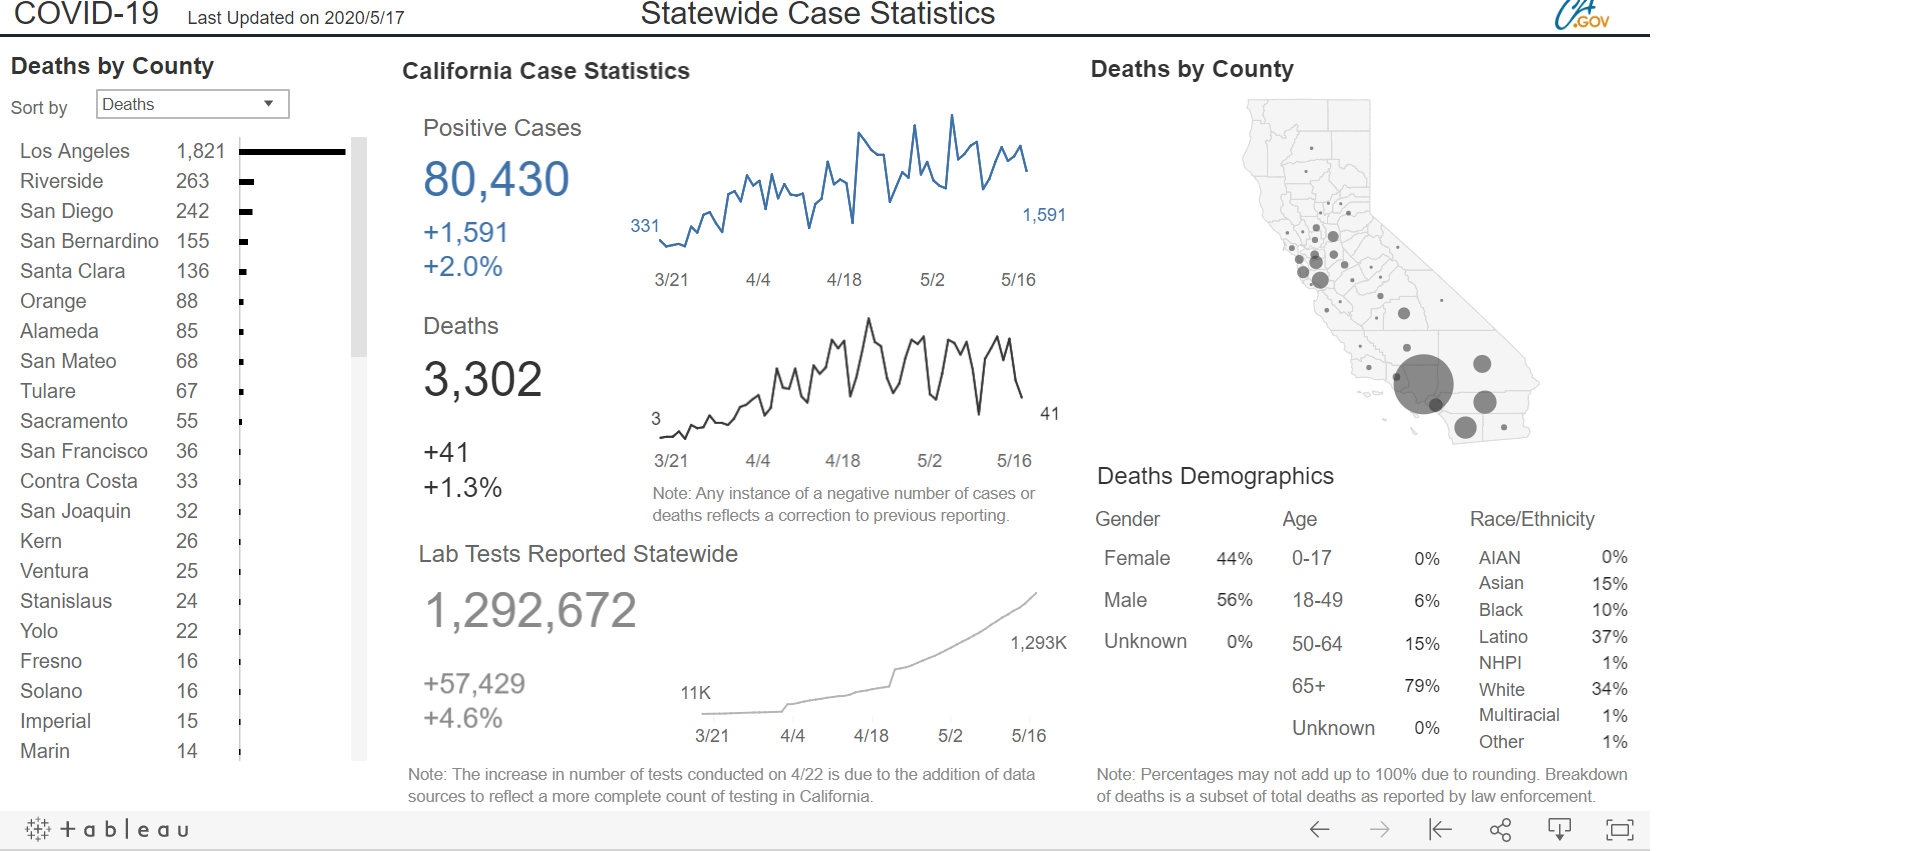 COVID-19 Last Updated on 2020/5/17
Statewide Case Statistics
CA.GOV
Deaths by County
Sort by Deaths
Los Angeles 1,821
Riverside 263
San Diego 242
San Bernardino 155
Santa Clara 136
Orange 88
Alameda 85
San Mateo 68
Tulare 67
Sacramento 55
San Francisco 36
Contra Costa 33
San Joaquin 32
Kern 26
Ventura 25
Stanislaus 24
Yolo 22
Fresno 16
Solano 16
Imperial 15
Marin 14
California Case Statistics
Positive Cases
80,430
+1,591
+2.0%
331
1,591
3/21 4/4 4/18 5/2 5/16
Deaths
3,302
+41
+1.3%
3
41
3/21 4/4 4/18 5/2 5/16
Note: Any instance of a negative number of cases or
deaths reflects a correction to previous reporting.
Lab Tests Reported Statewide
1,292,672
+57,429
+4.6%
11K
1,293K
3/21 4/4 4/18 5/2 5/16
Note: The increase in number of tests conducted on 4/22 is due to the addition of data
sources to reflect a more complete count of testing in California.
Deaths by County
Deaths Demographics
Gender
Female 44%
Male 56%
Unknown 0%
Age
0-17 0%
18-49 6%
50-64 15%
65+ 79%
Unknown 0%
Race/Ethnicity
AIAN 0%
Asian 15%
Black 10%
Latino 37%
NHPI 1%
White 34%
Multiracial 1%
Other 1%
Note: Percentages may not add up to 100% due to rounding. Breakdown
of deaths is a subset of total deaths as reported by law enforcement.
+ableau